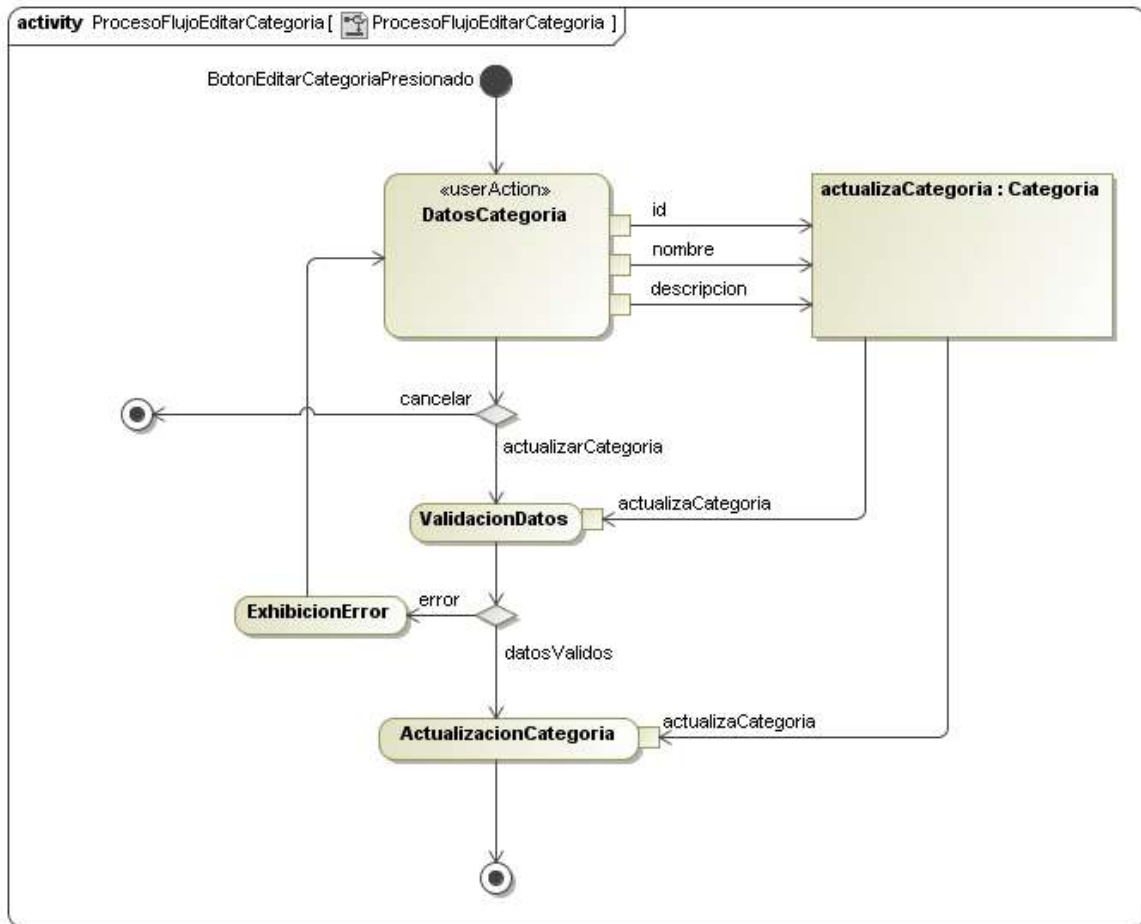 activity ProcesoFlujoEditarCategoria [ ProcesoFlujoEditarCategoria ]
BotonEditarCategoriaPresionado
«userAction»
DatosCategoria
actualizaCategoria : Categoria
id
nombre
descripcion
cancelar
actualizarCategoria
ValidacionDatos
actualizaCategoria
ExhibicionError
error
datosValidos
ActualizacionCategoria
actualizaCategoria